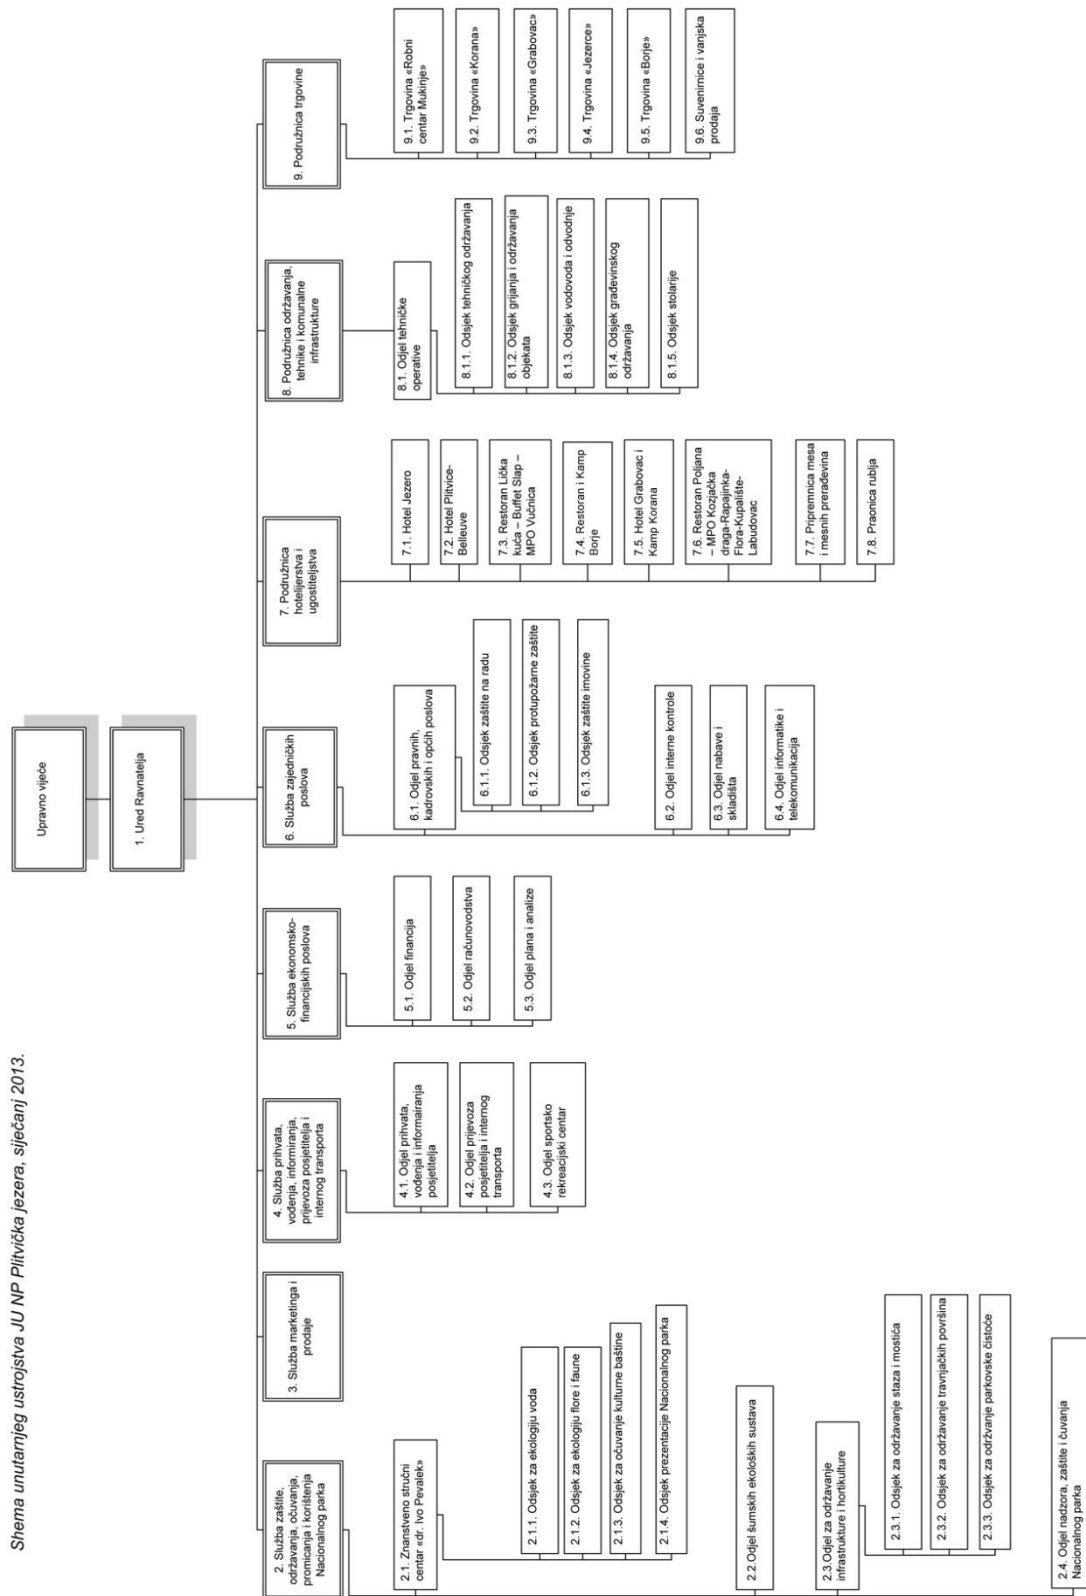 Shema unutarnjeg ustrojstva JU NP Plitvička jezera, siječanj 2013.
Upravno vijeće
1. Ured Ravnatelja
2. Služba zaštite,
održavanja, očuvanja,
promicanja i korištenja
Nacionalnog parka
2.1. Znanstveno stručni
centar «dr. Ivo Pevalek»
2.1.1. Odsjek za ekologiju voda
2.1.2. Odsjek za ekologiju flore i faune
2.1.3. Odsjek za očuvanje kulturne baštine
2.1.4. Odsjek prezentacije Nacionalnog parka
2.2.Odjel šumskih ekoloških sustava
2.3.Odjel za održavanje
infrastrukture i hortikulture
2.3.1. Odsjek za održavanje staza i mostića
2.3.2. Odsjek za održavanje travnjačkih površina
2.3.3. Odsjek za održvanje parkovske čistoće
2.4. Odjel nadzora, zaštite i čuvanja
Nacionalnog parka
3. Služba marketinga i
prodaje
4. Služba prihvata,
vođenja, informiranja,
prijevoza posjetitelja i
internog transporta
4.1. Odjel prihvata,
vođenja i informairanja
posjetitelja
4.2. Odjel prijevoza
posjetitelja i internog
transporta
4.3. Odjel sportsko
rekreacijski centar
5. Služba ekonomsko-
financijskih poslova
5.1. Odjel financija
5.2. Odjel računovodstva
5.3. Odjel plana i analize
6. Služba zajedničkih
poslova
6.1. Odjel pravnih,
kadrovskih i općih poslova
6.1.1. Odsjek zaštite na radu
6.1.2. Odsjek protupožarne zaštite
6.1.3. Odsjek zaštite imovine
6.2. Odjel interne kontrole
6.3. Odjel nabave i
skladišta
6.4. Odjel informatike i
telekomunikacija
7. Podružnica
hotelijerstva i
ugostiteljstva
7.1. Hotel Jezero
7.2. Hotel Plitvice-
Belleuve
7.3. Restoran Lička
kuća – Buffet Slap –
MPO Vučnica
7.4. Restoran i Kamp
Borje
7.5. Hotel Grabovac i
Kamp Korana
7.6. Restoran Poljana
– MPO Kozjačka
draga-Rapajinka-
Flora-Kupalište-
Labudovac
7.7. Pripremnica mesa
i mesnih prerađevina
7.8. Praonica rublja
8. Podružnica održavanja,
tehnike i komunalne
infrastrukture
8.1. Odjel tehničke
operative
8.1.1. Odsjek tehničkog održavanja
8.1.2. Odsjek grijanja i održavanja
objekata
8.1.3. Odsjek vodovoda i odvodnje
8.1.4. Odsjek građevinskog
održavanja
8.1.5. Odsjek stolarije
9. Podružnica trgovine
9.1. Trgovina «Robni
centar Mukinje»
9.2. Trgovina «Korana»
9.3. Trgovina «Grabovac»
9.4. Trgovina «Jezerce»
9.5. Trgovina «Borje»
9.6. Suvenirnice i vanjska
prodaja